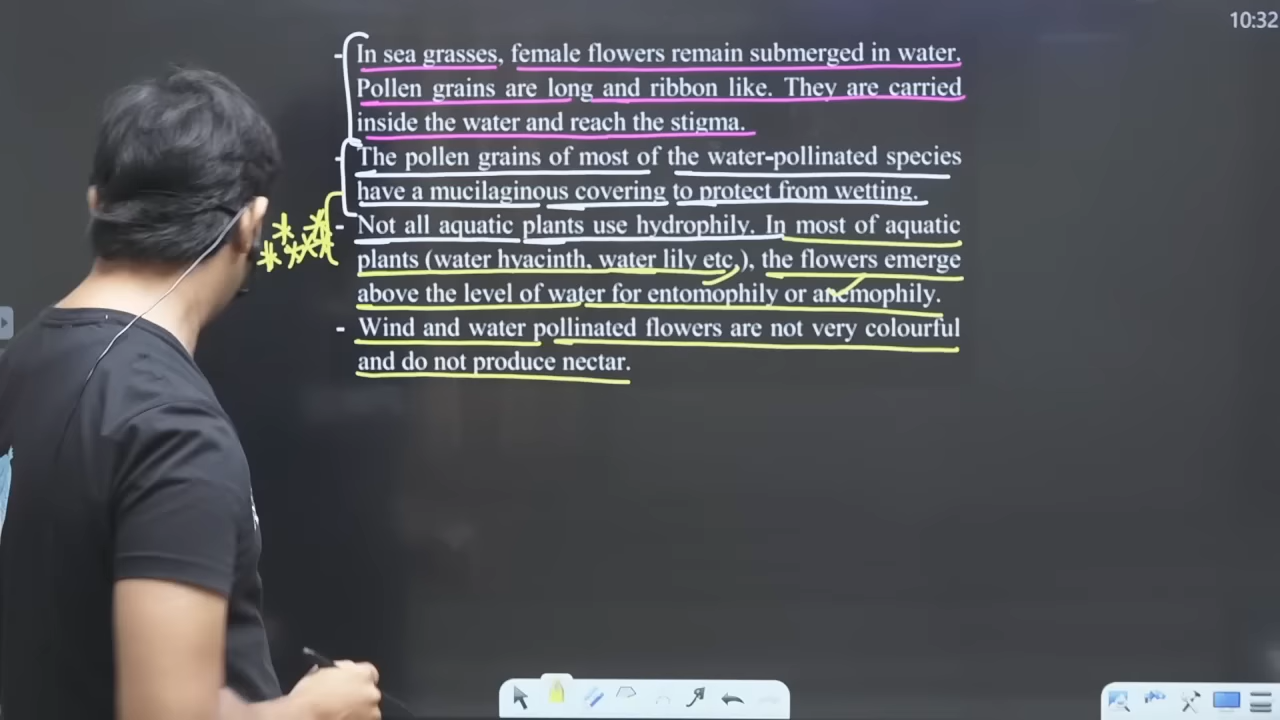 10:32
- In sea grasses, female flowers remain submerged in water.
Pollen grains are long and ribbon like. They are carried
inside the water and reach the stigma.
- The pollen grains of most of the water-pollinated species
have a mucilaginous covering to protect from wetting.
- Not all aquatic plants use hydrophily. In most of aquatic
plants (water hyacinth, water lily etc.), the flowers emerge
above the level of water for entomophily or anemophily.
- Wind and water pollinated flowers are not very colourful
and do not produce nectar.